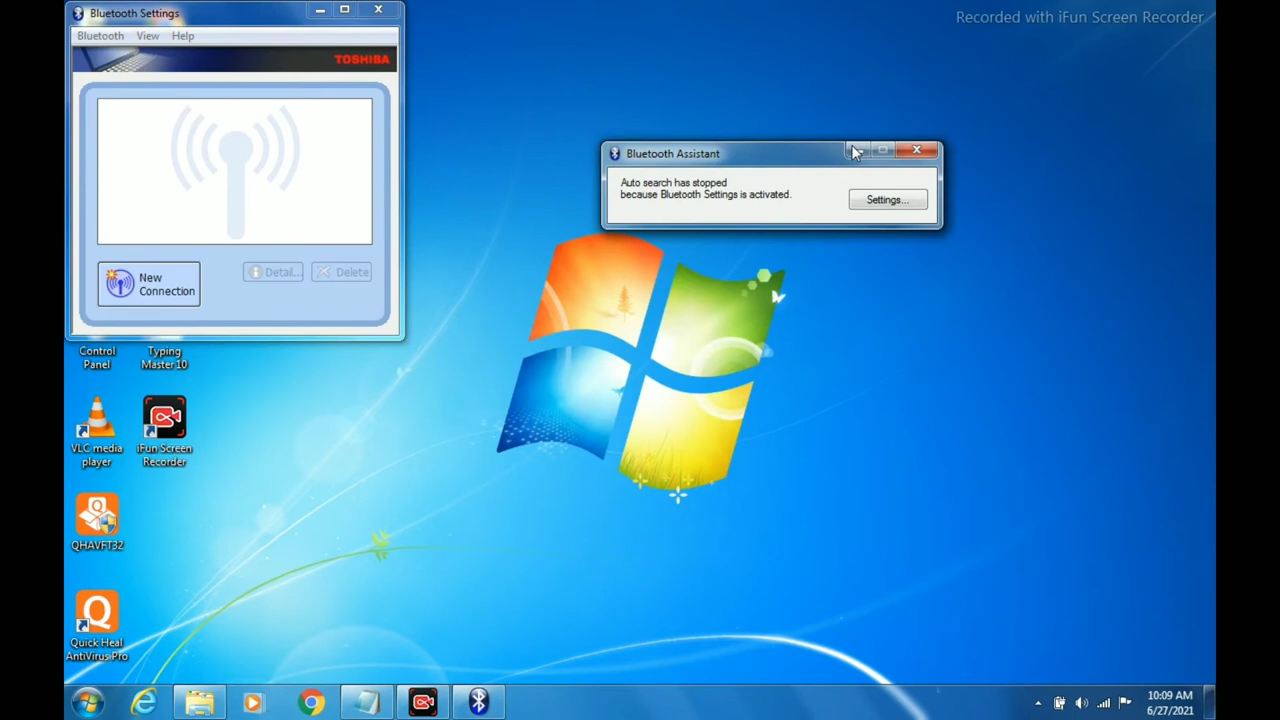 Bluetooth Settings
Recorded with iFun Screen Recorder
Bluetooth View Help
TOSHIBA
New
Connection
Detail...
Delete
Bluetooth Assistant
Auto search has stopped
because Bluetooth Settings is activated.
Settings...
Control
Panel
Typing
Master 10
VLC media
player
iFun Screen
Recorder
QHAVFT32
Quick Heal
AntiVirus Pro
10:09 AM
6/27/2021